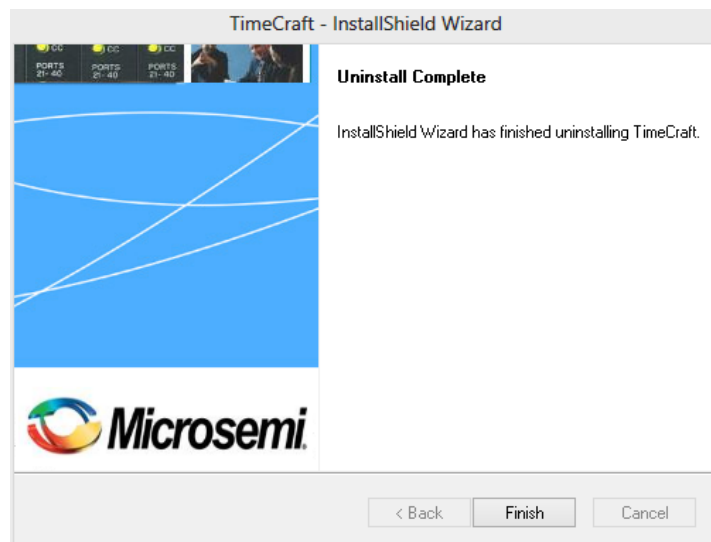 TimeCraft - InstallShield Wizard
CC CC CC
PORTS PORTS PORTS
21-40 21-40 21-40
Uninstall Complete
InstallShield Wizard has finished uninstalling TimeCraft.
Microsemi.
< Back Finish Cancel